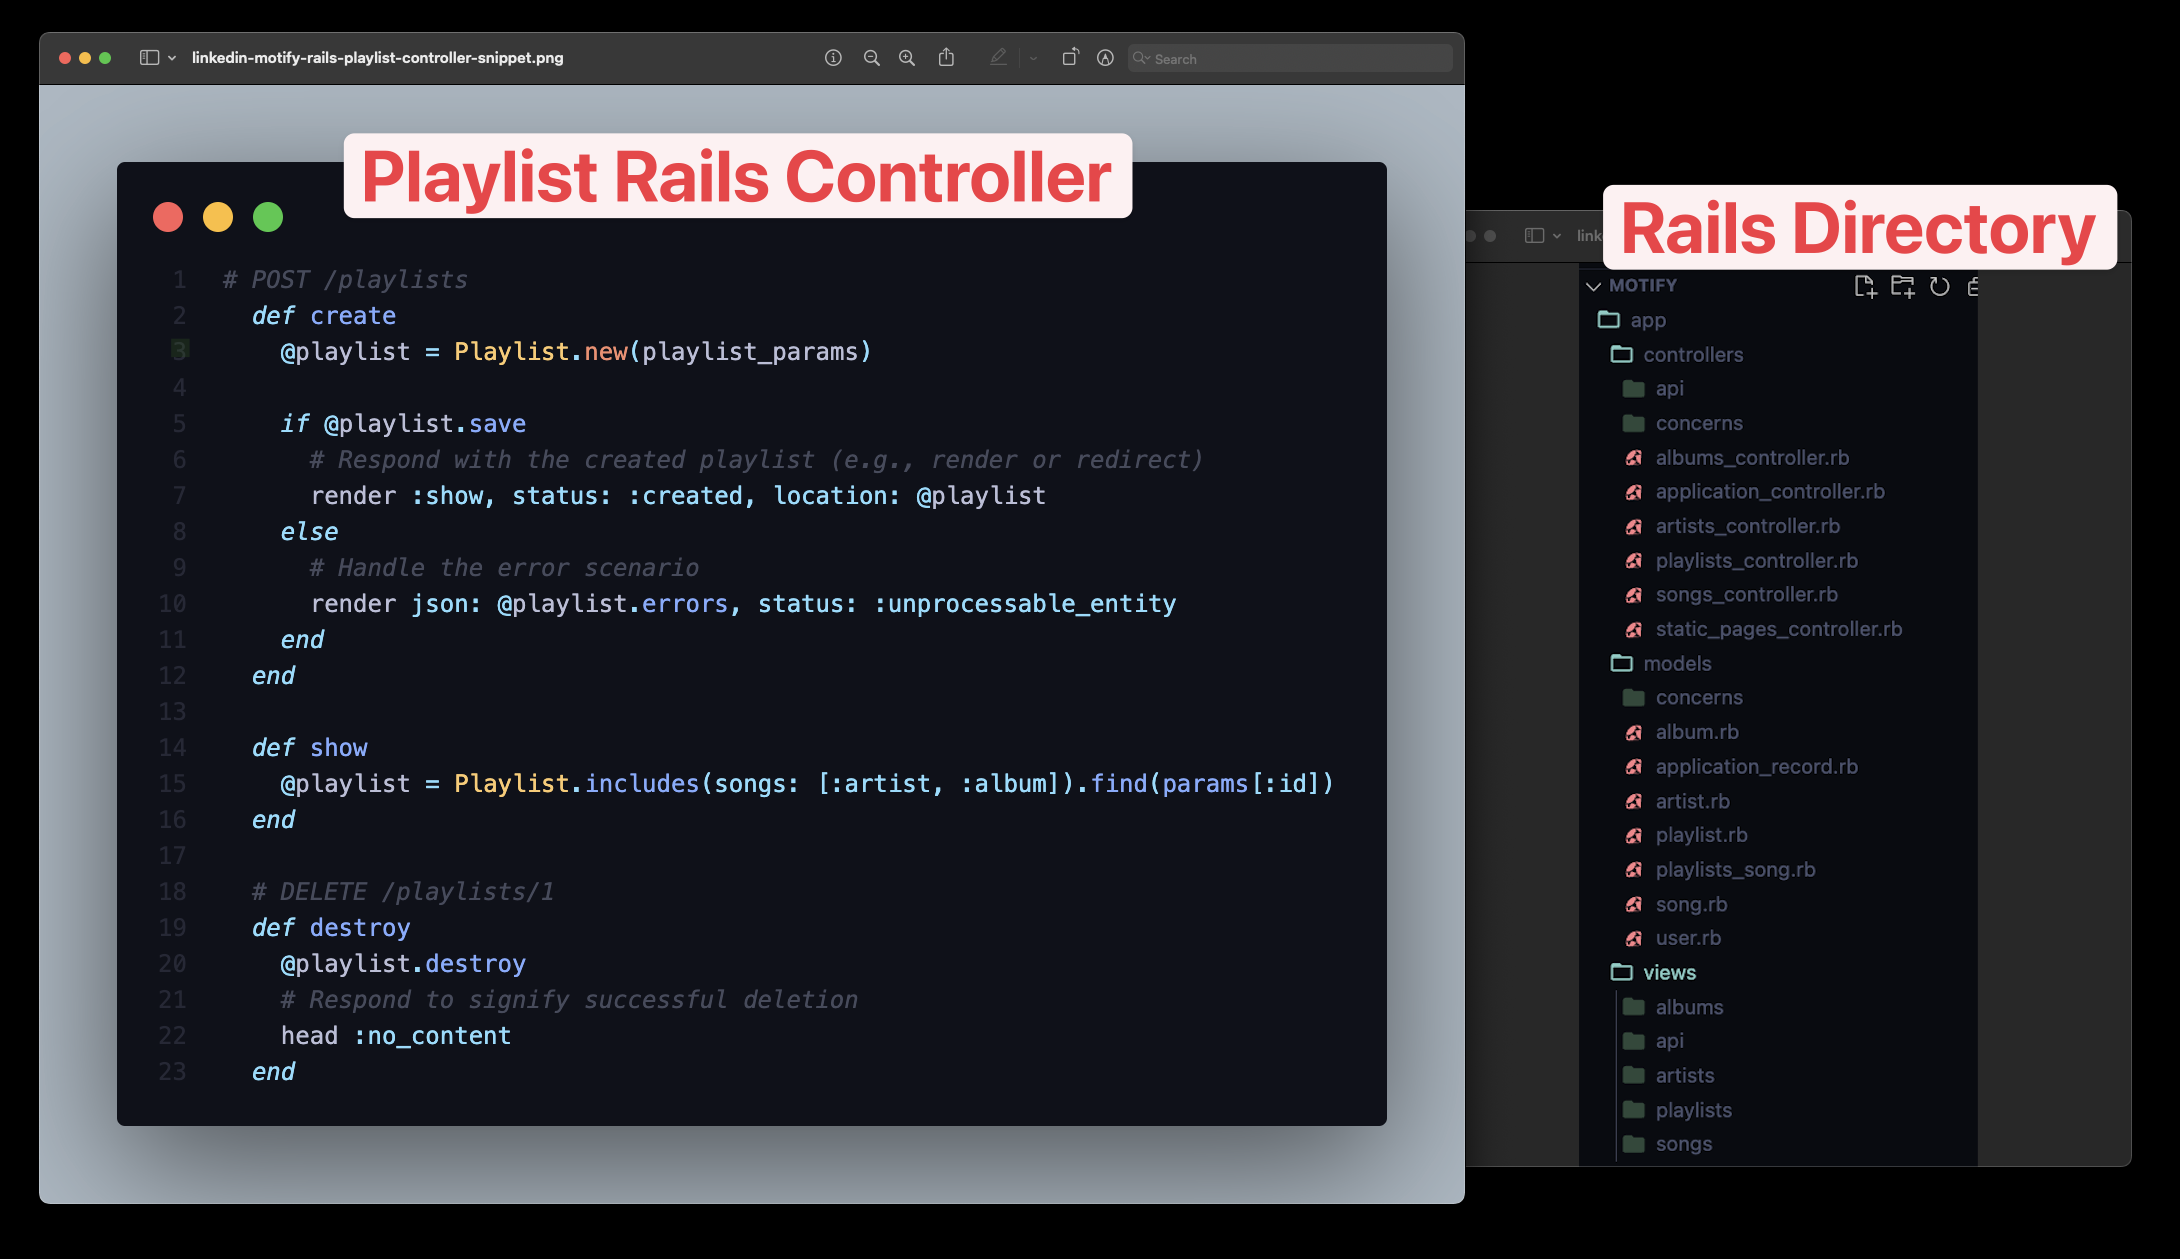 linkedin-motify-rails-playlist-controller-snippet.png
Search
Playlist Rails Controller
1 # POST /playlists
2 def create
3 @playlist = Playlist.new(playlist_params)
4
5 if @playlist.save
6 # Respond with the created playlist (e.g., render or redirect)
7 render :show, status: :created, location: @playlist
8 else
9 # Handle the error scenario
10 render json: @playlist.errors, status: :unprocessable_entity
11 end
12 end
13
14 def show
15 @playlist = Playlist.includes(songs: [:artist, :album]).find(params[:id])
16 end
17
18 # DELETE /playlists/1
19 def destroy
20 @playlist.destroy
21 # Respond to signify successful deletion
22 head :no_content
23 end
Rails Directory
link
MOTIFY
app
controllers
api
concerns
albums_controller.rb
application_controller.rb
artists_controller.rb
playlists_controller.rb
songs_controller.rb
static_pages_controller.rb
models
concerns
album.rb
application_record.rb
artist.rb
playlist.rb
playlists_song.rb
song.rb
user.rb
views
albums
api
artists
playlists
songs